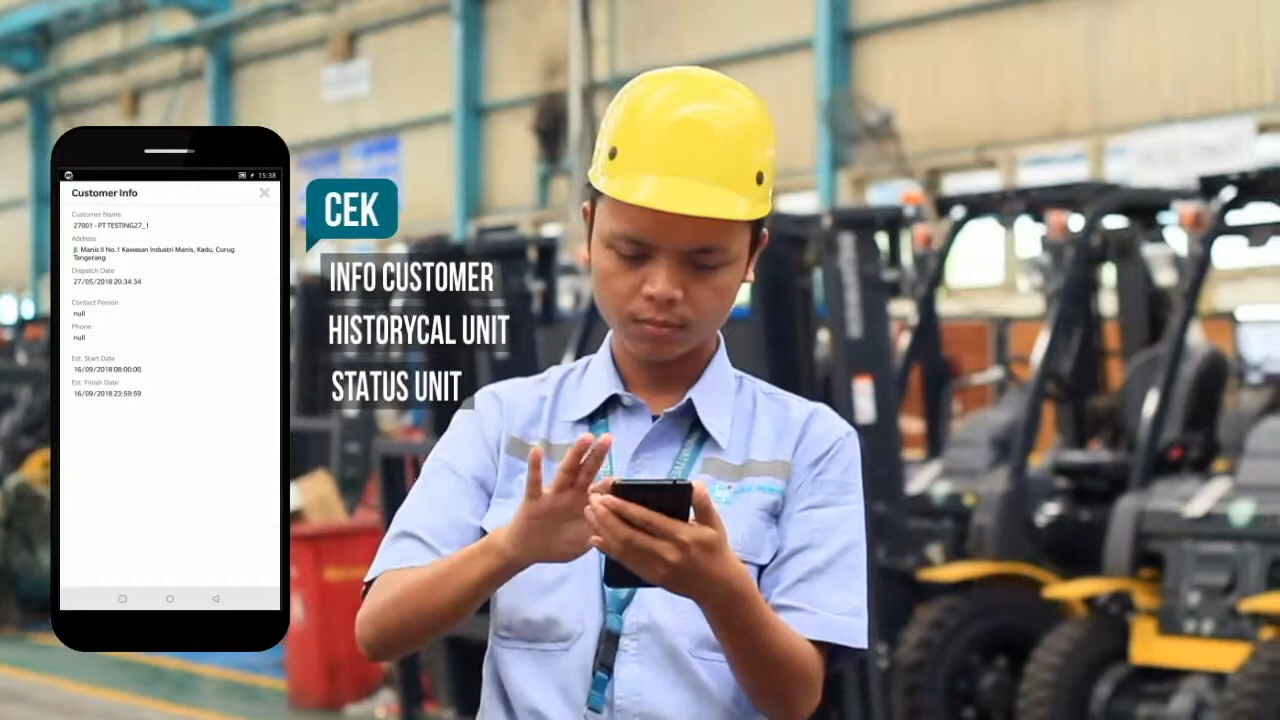 15:38
Customer Info
Customer Name
27001 - PT TESTING27_1
Address
Jl. Manis II No. 1 Kawasan Industri Manis, Kadu, Curug
Tangerang
Dispatch Date
27/05/2018 20:34:34
Contact Person
null
Phone
null
Est. Start Date
16/09/2018 08:00:00
Est. Finish Date
16/09/2018 23:59:59
CEK
INFO CUSTOMER
HISTORYCAL UNIT
STATUS UNIT